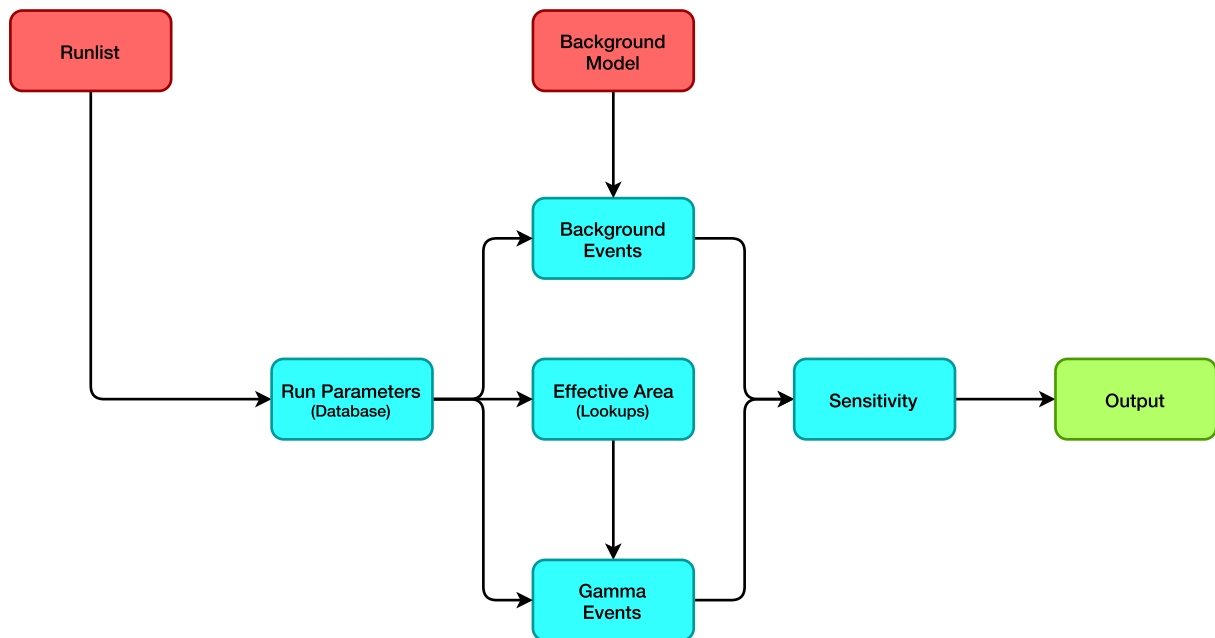 Runlist
Background
Model
Background
Events
Run Parameters
(Database)
Effective Area
(Lookups)
Sensitivity
Output
Gamma
Events